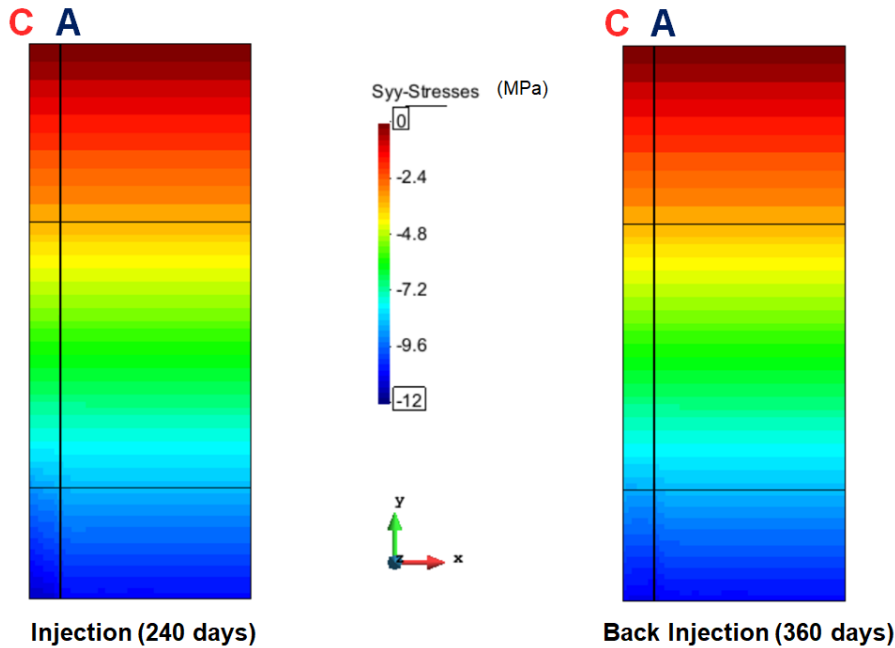 C A
C A
Syy-Stresses (MPa)
0
-2.4
-4.8
-7.2
-9.6
-12
y
z x
Injection (240 days)
Back Injection (360 days)